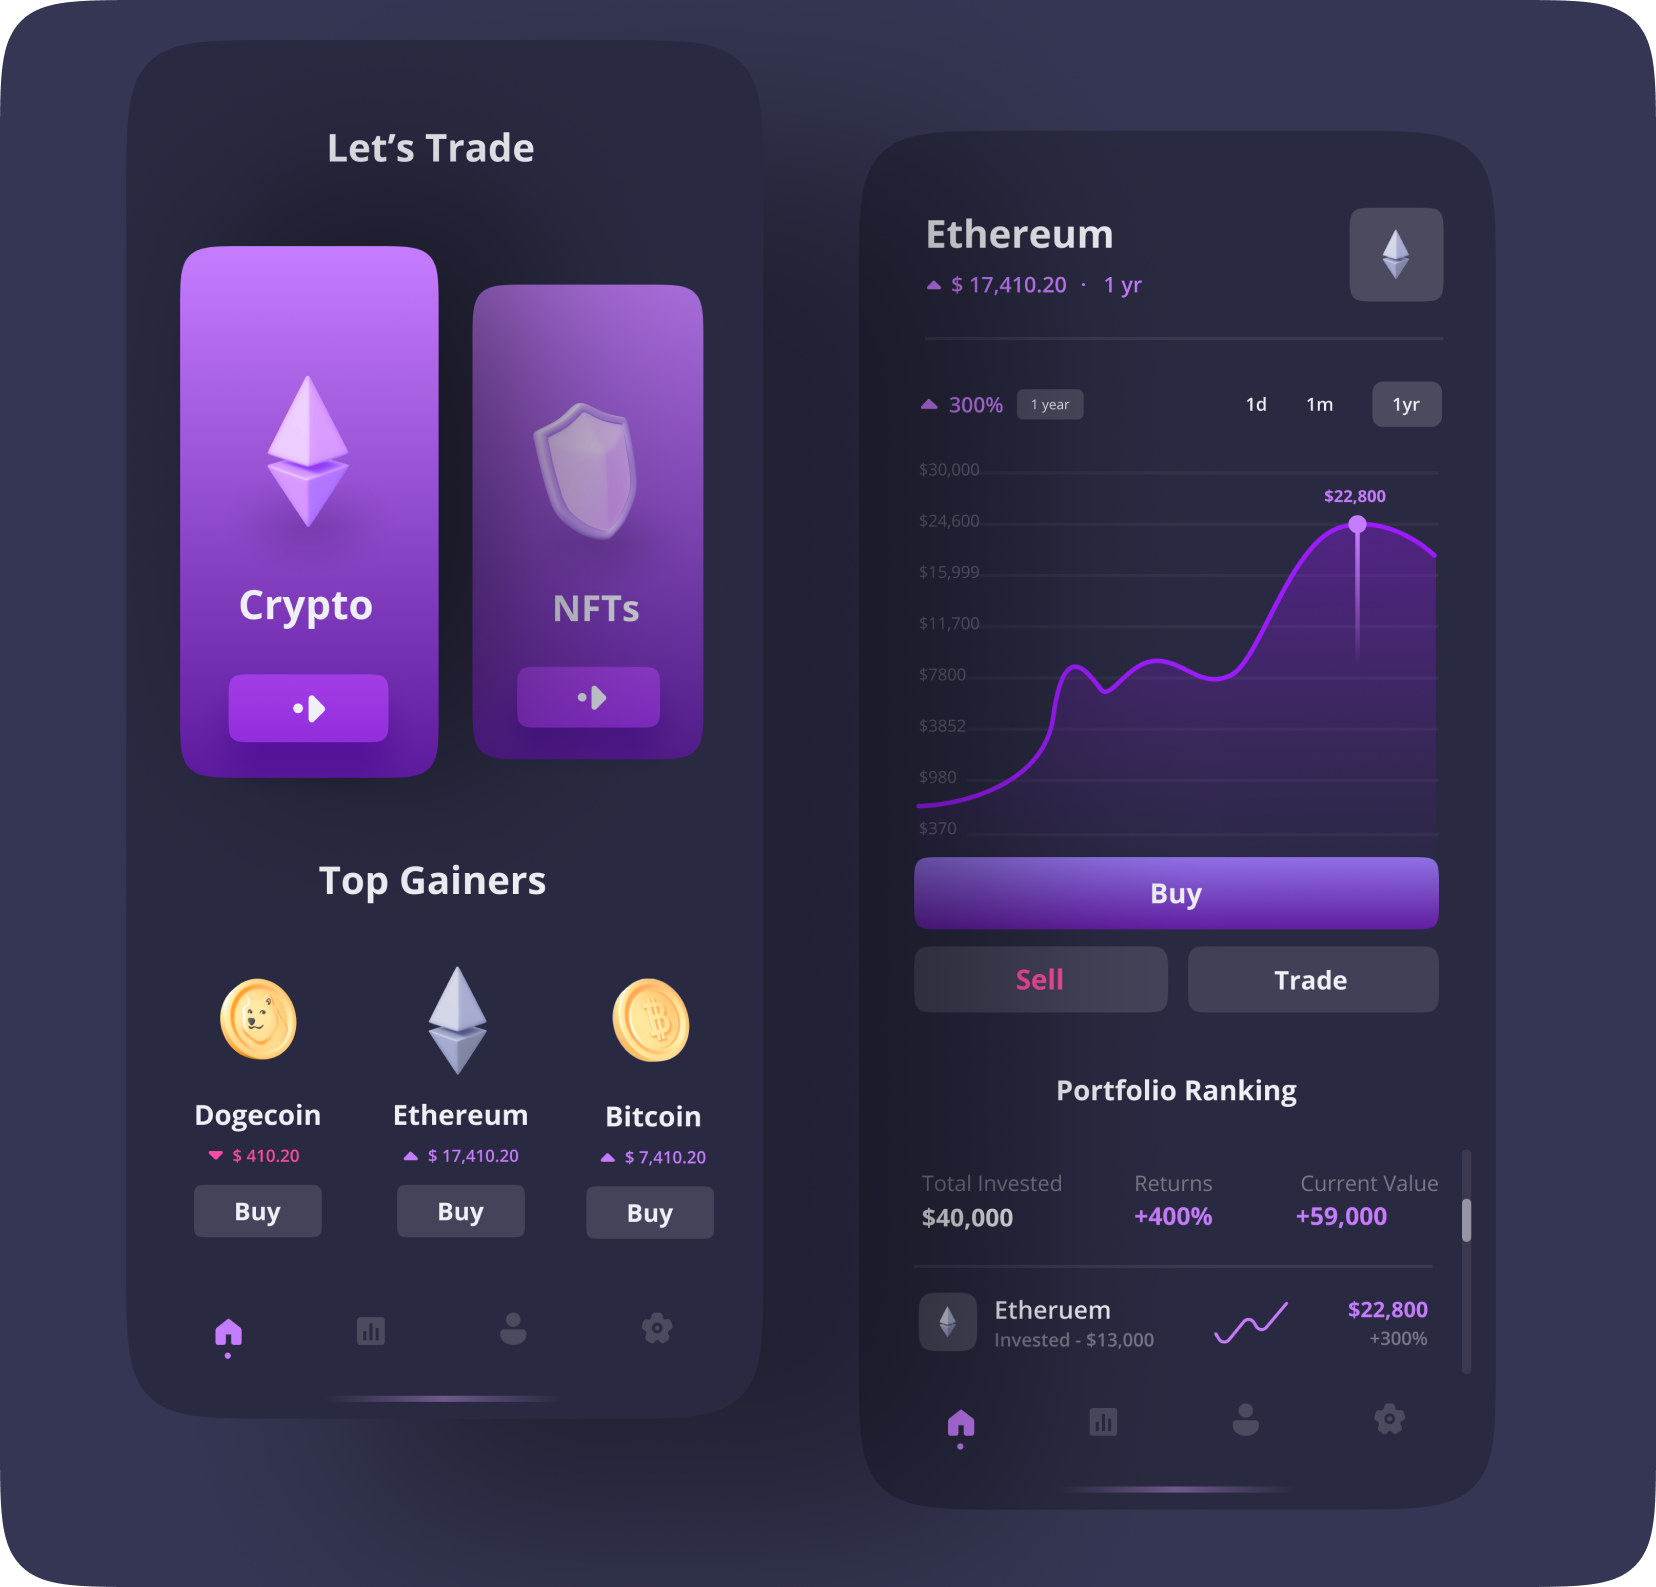 Let’s Trade
Crypto
NFTs
Top Gainers
Dogecoin
Ethereum
Bitcoin
$ 410.20
$ 17,410.20
$ 7,410.20
Buy
Buy
Buy
Ethereum
$ 17,410.20 · 1 yr
300%
1 year
1d
1m
1yr
$30,000
$22,800
$24,600
$15,999
$11,700
$7800
$3852
$980
$370
Buy
Sell
Trade
Portfolio Ranking
Total Invested
Returns
Current Value
$40,000
+400%
+59,000
Etheruem
$22,800
Invested - $13,000
+300%